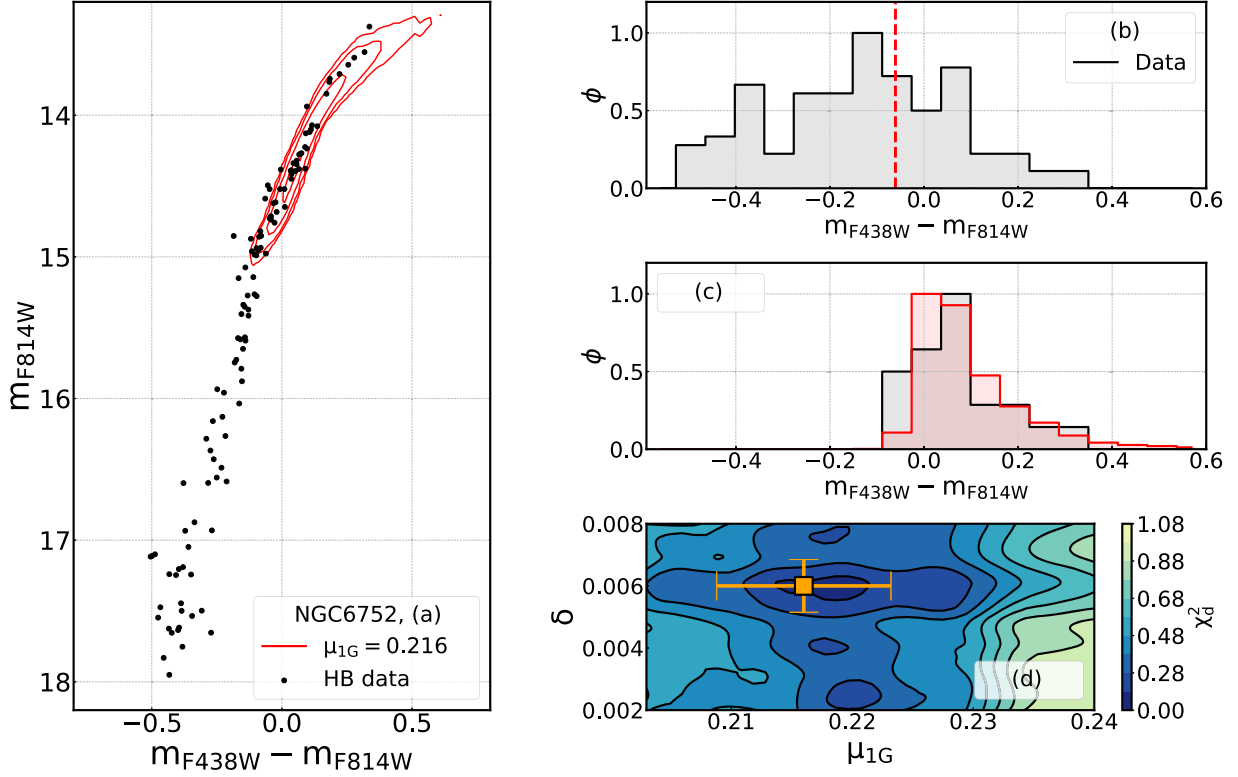 14
15
16
17
18
m_F814W
−0.5
0.0
0.5
m_F438W − m_F814W
NGC6752, (a)
μ_1G = 0.216
HB data
1.0
0.5
0.0
ϕ
(b)
Data
−0.4
−0.2
0.0
0.2
0.4
0.6
m_F438W − m_F814W
1.0
0.5
0.0
ϕ
(c)
−0.4
−0.2
0.0
0.2
0.4
0.6
m_F438W − m_F814W
0.008
0.006
0.004
0.002
δ
(d)
0.21
0.22
0.23
0.24
μ_1G
1.08
0.88
0.68
0.48
0.28
0.00
χ²_d